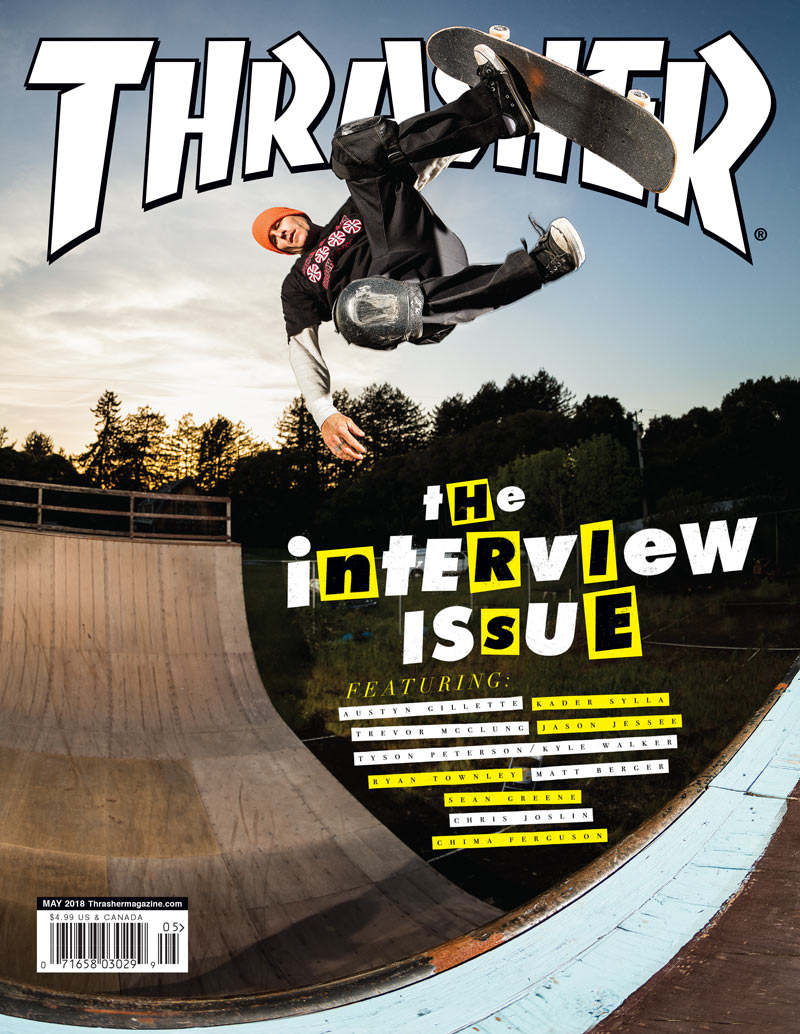 THRASHER®
the
interview
issue
FEATURING:
AUSTYN GILLETTE KADER SYLLA
TREVOR MCCLUNG JASON JESSEE
TYSON PETERSON/KYLE WALKER
RYAN TOWNLEY MATT BERGER
SEAN GREENE
CHRIS JOSLIN
CHIMA FERGUSON
MAY 2018 Thrashermagazine.com
$4.99 US & CANADA
05>
0 71658 03029 9